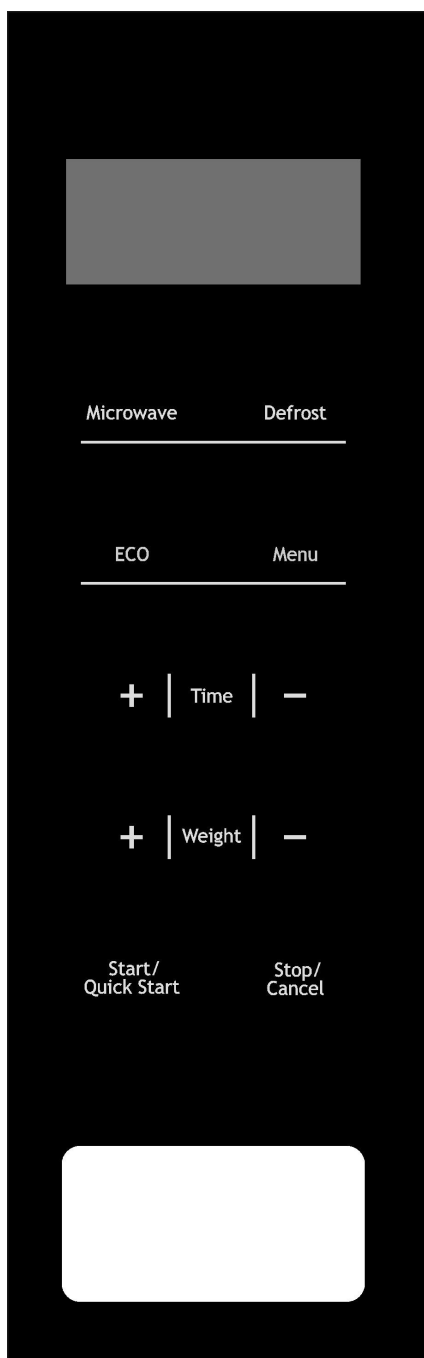 Microwave Defrost
ECO Menu
+ | Time | −
+ | Weight | −
Start/ Stop/
Quick Start Cancel